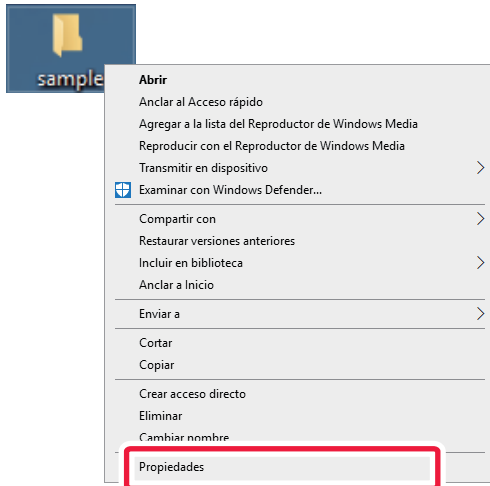 sample
Abrir
Anclar al Acceso rápido
Agregar a la lista del Reproductor de Windows Media
Reproducir con el Reproductor de Windows Media
Transmitir en dispositivo
Examinar con Windows Defender...
Compartir con
Restaurar versiones anteriores
Incluir en biblioteca
Anclar a Inicio
Enviar a
Cortar
Copiar
Crear acceso directo
Eliminar
Cambiar nombre
Propiedades